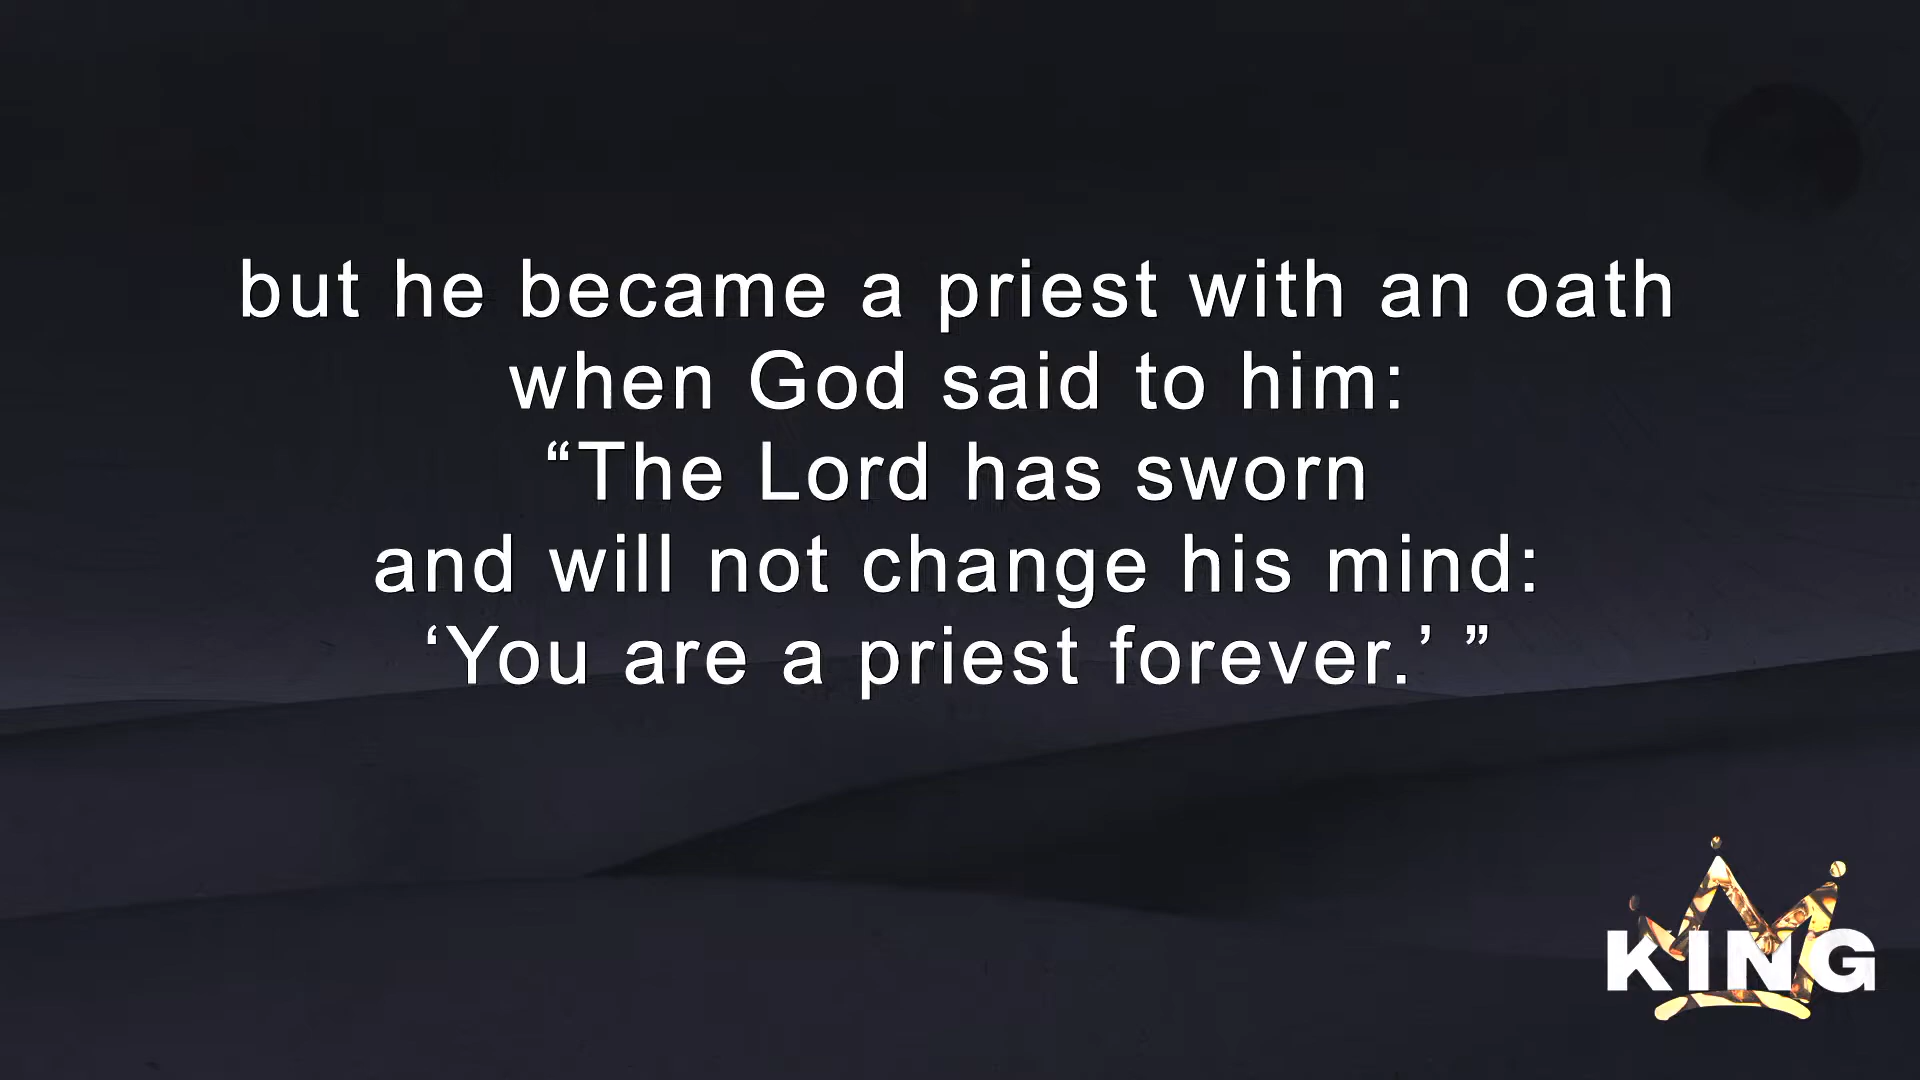 but he became a priest with an oath
when God said to him:
“The Lord has sworn
and will not change his mind:
‘You are a priest forever.’ ”
KING